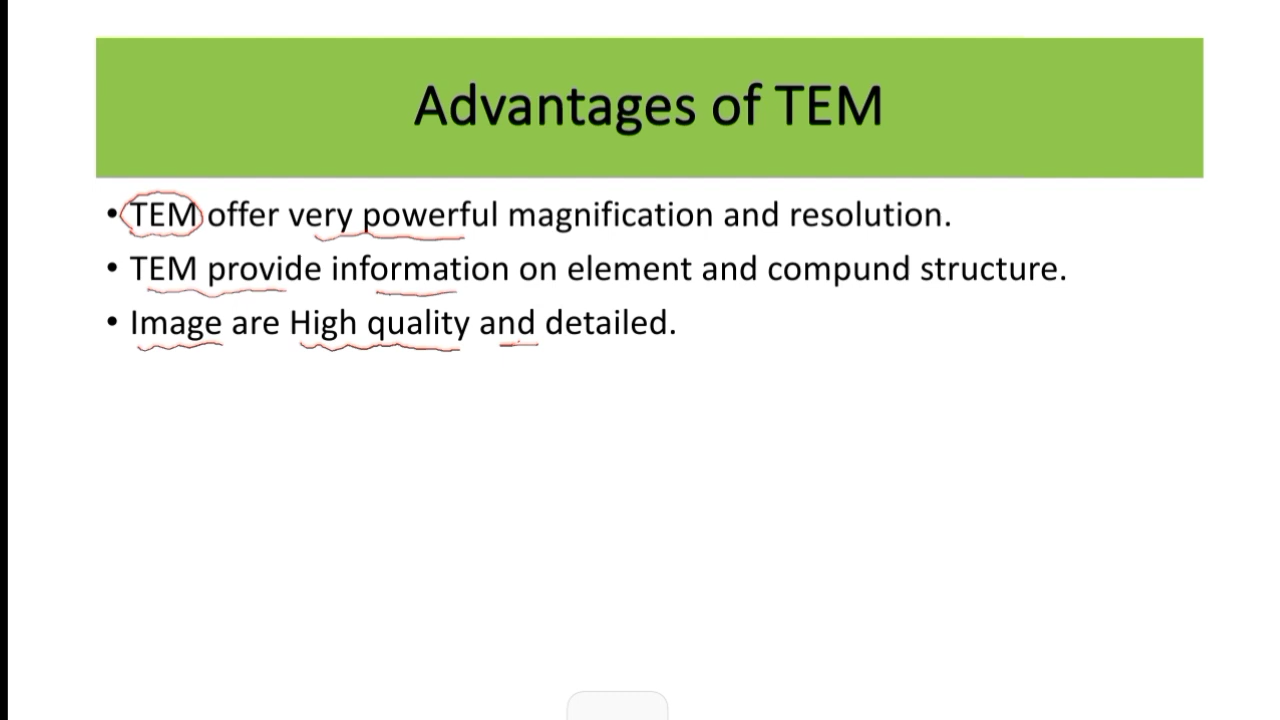 Advantages of TEM
• TEM offer very powerful magnification and resolution.
• TEM provide information on element and compund structure.
• Image are High quality and detailed.